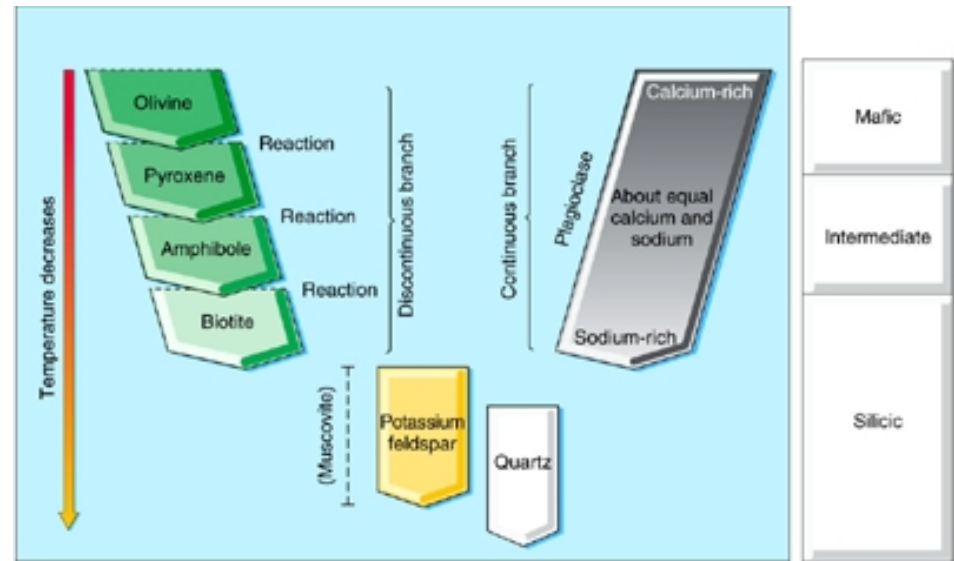 Olivine
Reaction
Pyroxene
Reaction
Amphibole
Reaction
Biotite
Temperature decreases
Discontinuous branch
Continuous branch
Plagioclase
Calcium-rich
About equal
calcium and
sodium
Sodium-rich
(Muscovite)
Potassium
feldspar
Quartz
Mafic
Intermediate
Silicic